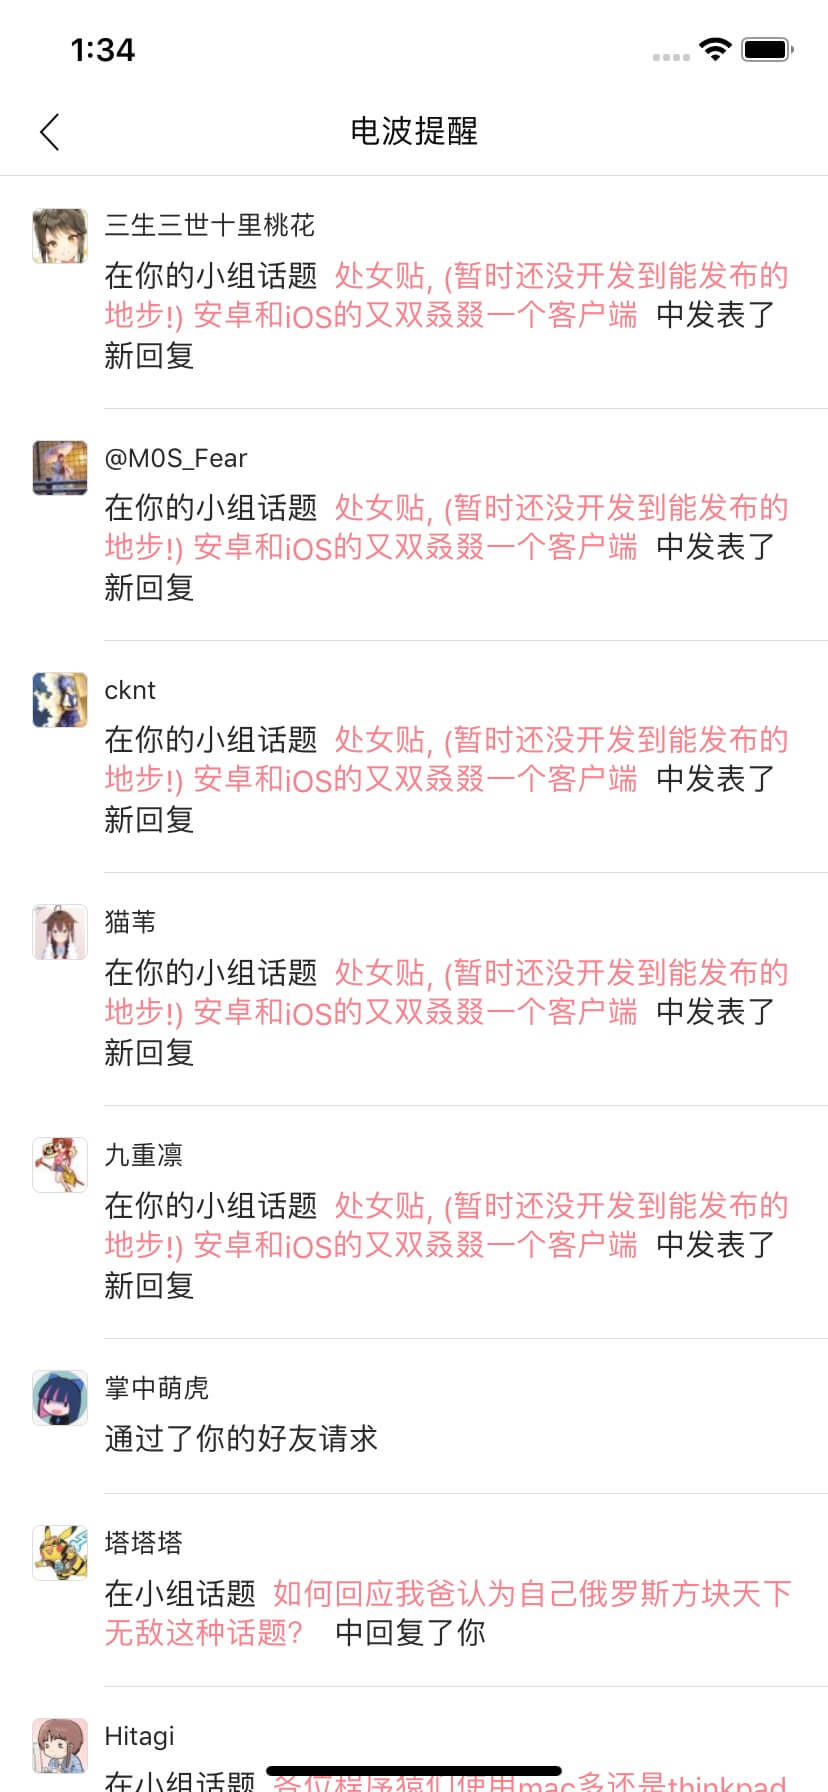 1:34
电波提醒
三生三世十里桃花
在你的小组话题 处女贴, (暂时还没开发到能发布的
地步!) 安卓和iOS的又双叒叕一个客户端 中发表了
新回复
@M0S_Fear
在你的小组话题 处女贴, (暂时还没开发到能发布的
地步!) 安卓和iOS的又双叒叕一个客户端 中发表了
新回复
cknt
在你的小组话题 处女贴, (暂时还没开发到能发布的
地步!) 安卓和iOS的又双叒叕一个客户端 中发表了
新回复
猫苇
在你的小组话题 处女贴, (暂时还没开发到能发布的
地步!) 安卓和iOS的又双叒叕一个客户端 中发表了
新回复
九重凛
在你的小组话题 处女贴, (暂时还没开发到能发布的
地步!) 安卓和iOS的又双叒叕一个客户端 中发表了
新回复
掌中萌虎
通过了你的好友请求
塔塔塔
在小组话题 如何回应我爸认为自己俄罗斯方块天下
无敌这种话题? 中回复了你
Hitagi
在小组话题 各位程序猿们使用mac多还是thinkpad